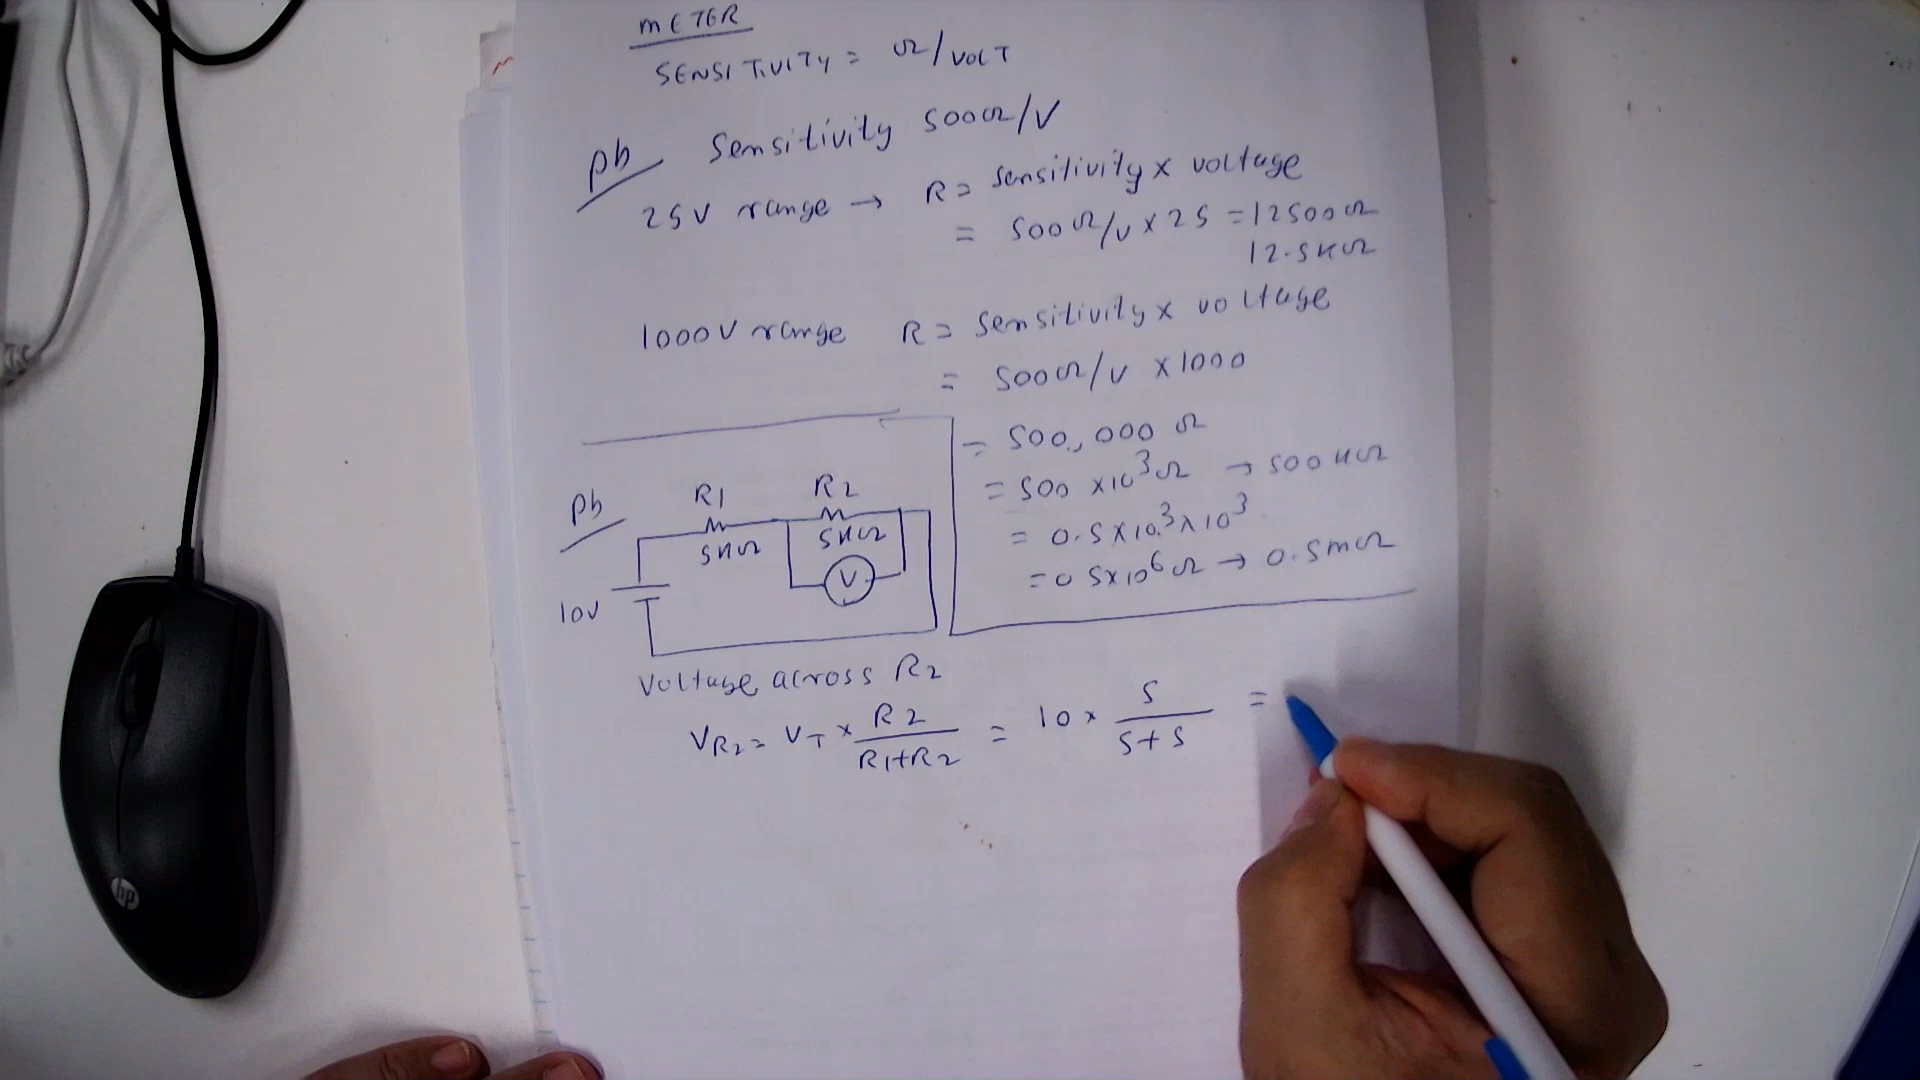 METER
SENSITIVITY = Ω/VOLT
Pb Sensitivity 500Ω/V
25V range → R = sensitivity x voltage
= 500Ω/V x 25 = 12500Ω
12.5KΩ
1000V range R = sensitivity x voltage
= 500Ω/V x 1000
= 500,000 Ω
= 500 x10³Ω → 500KΩ
= 0.5x10³x10³
= 0.5x10⁶Ω → 0.5MΩ
Pb
R1
R2
5KΩ
5KΩ
V
10V
Voltage across R2
VR2 = VT x R2/R1+R2 = 10 x 5/5+5 =
hp